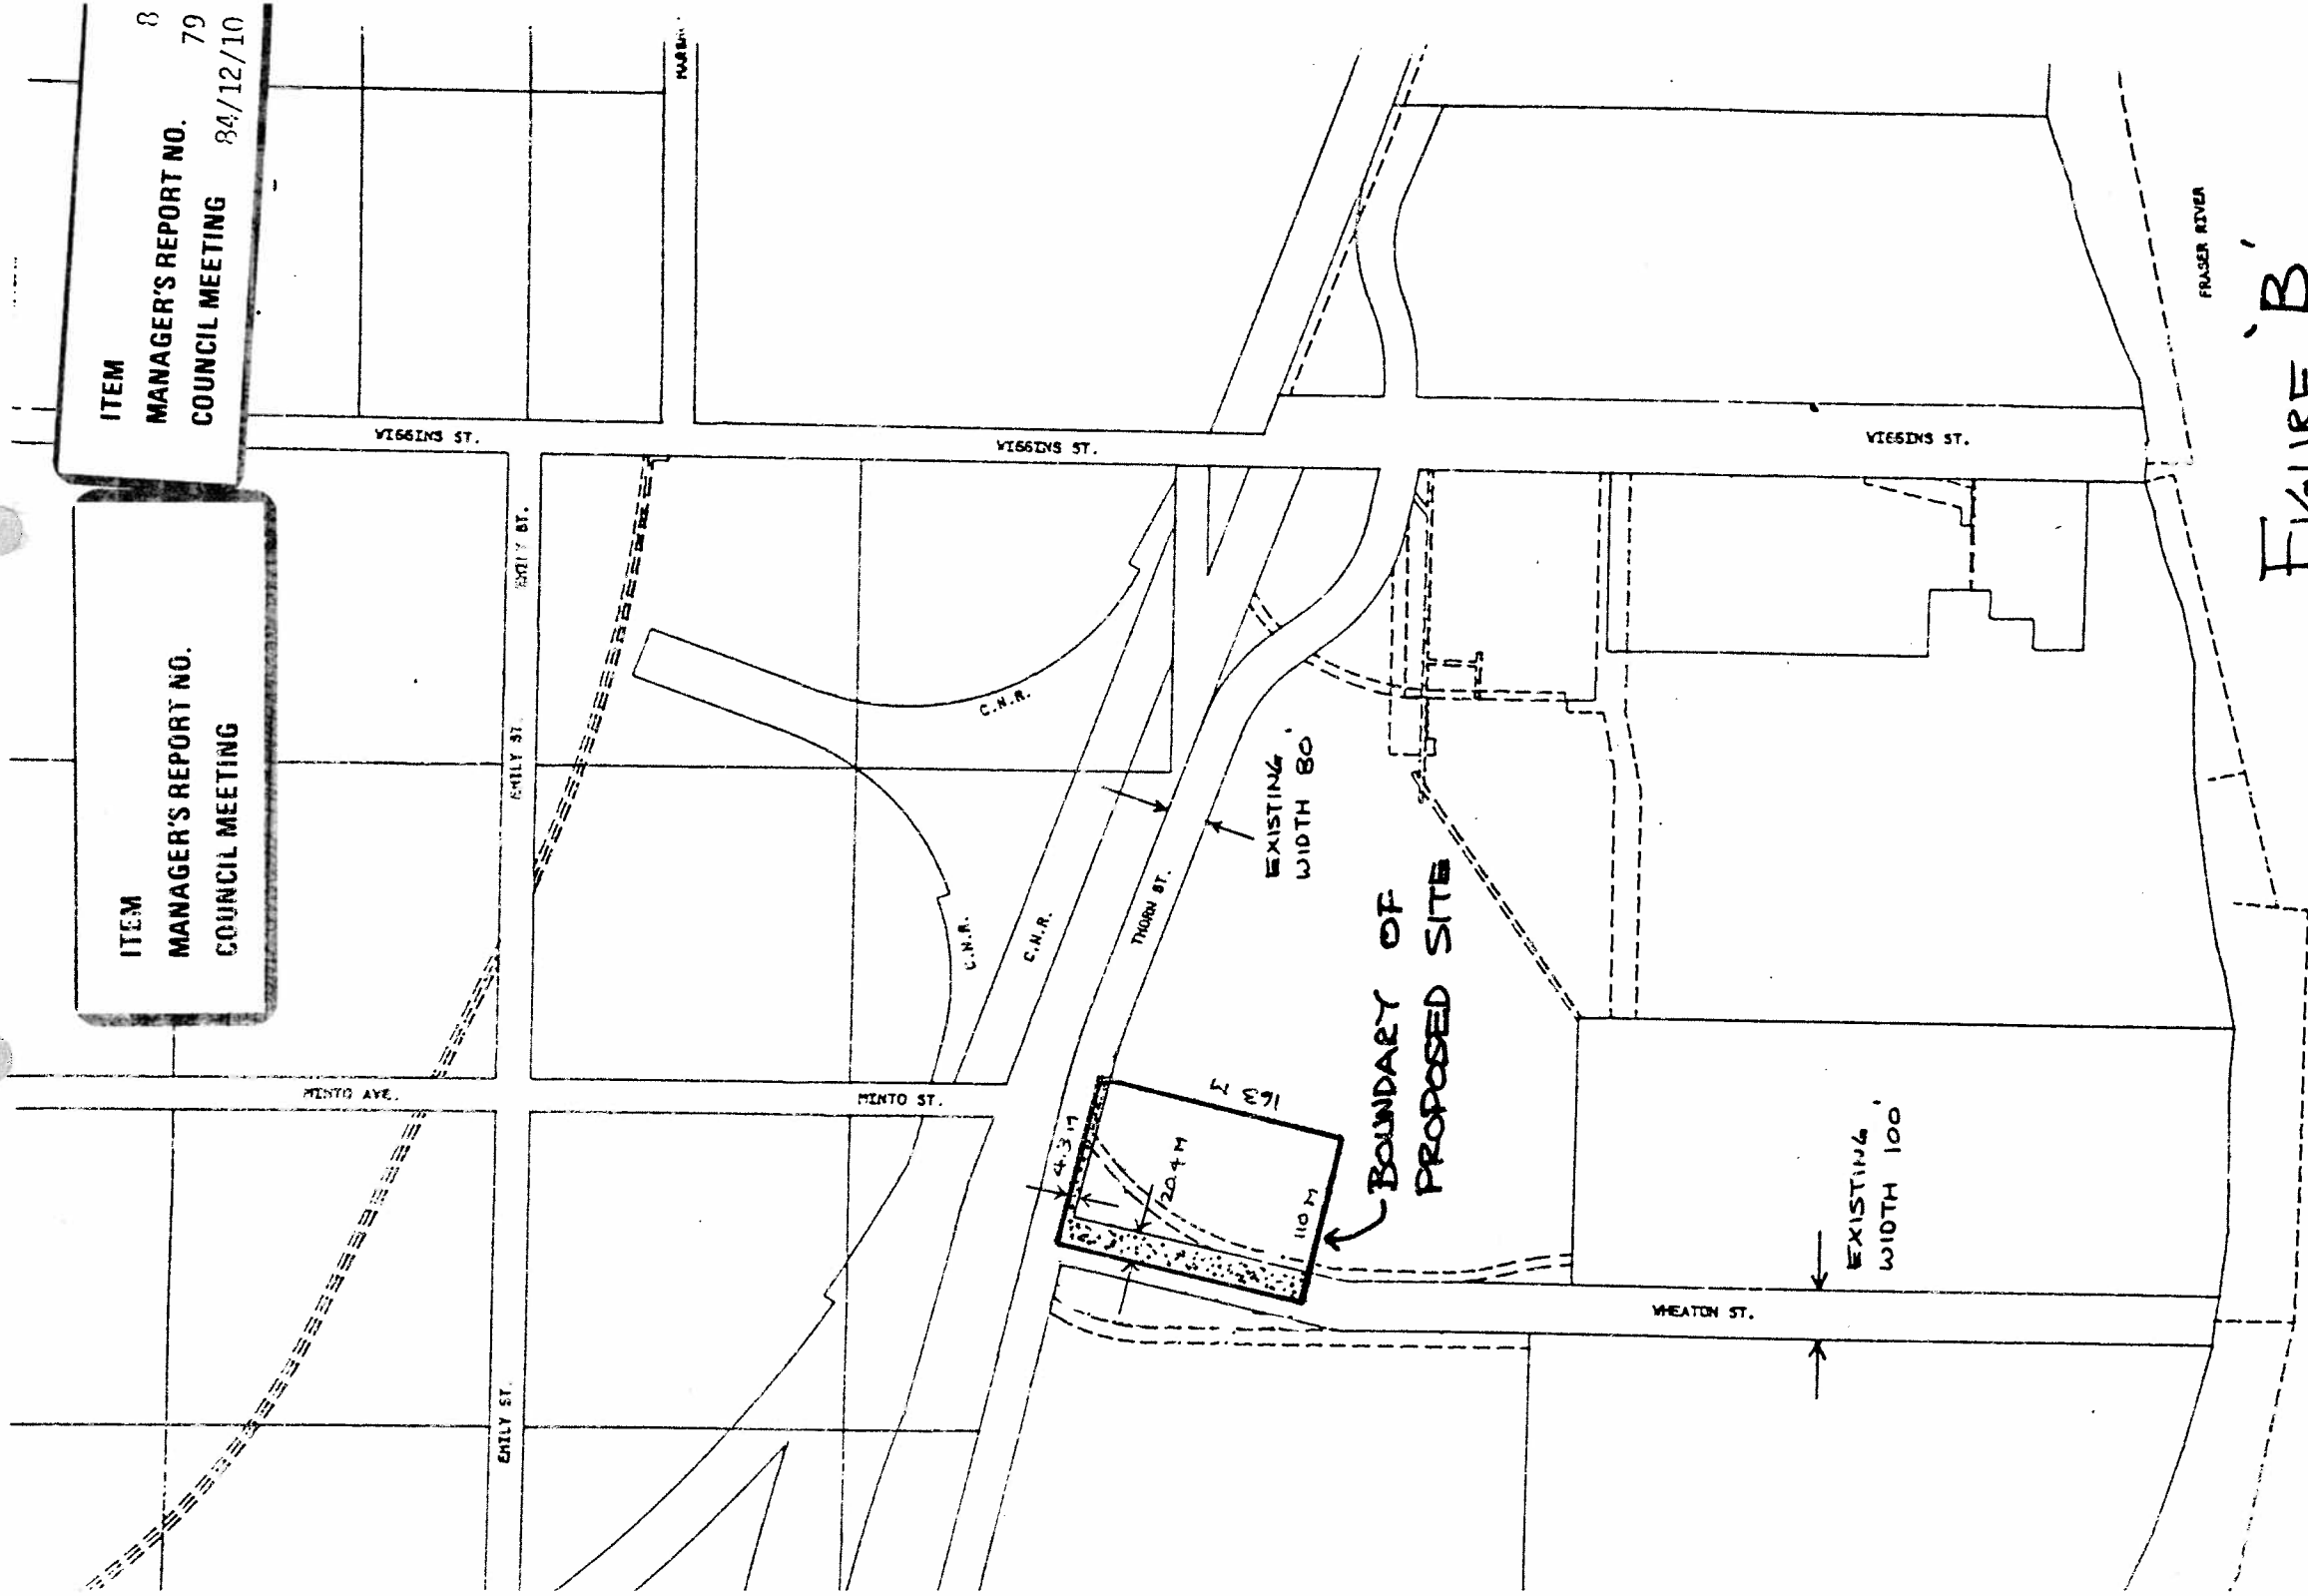 ITEM 8
MANAGER'S REPORT NO. 79
COUNCIL MEETING 84/12/10
ITEM
MANAGER'S REPORT NO.
COUNCIL MEETING
WIGGINS ST.
WIGGINS ST.
WIGGINS ST.
EMILY ST.
EMILY ST.
EMILY ST.
MINTO AVE.
MINTO ST.
C.N.R.
C.N.R.
C.N.R.
THORN ST.
EXISTING
WIDTH 80'
BOUNDARY OF
PROPOSED SITE
163 M
4.3 M
20.4 M
110 M
EXISTING
WIDTH 100'
WHEATON ST.
FRASER RIVER
FIGURE 'B'